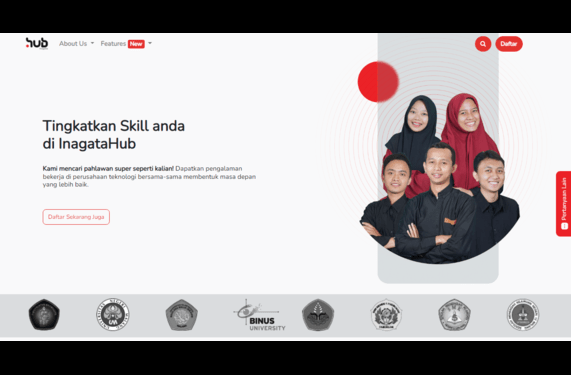 .hub
About Us
Features New
Daftar
Tingkatkan Skill anda
di InagataHub
Kami mencari pahlawan super seperti kalian! Dapatkan pengalaman
bekerja di perusahaan teknologi bersama-sama membentuk masa depan
yang lebih baik.
Daftar Sekarang Juga
Pertanyaan Lain
BINUS
UNIVERSITY